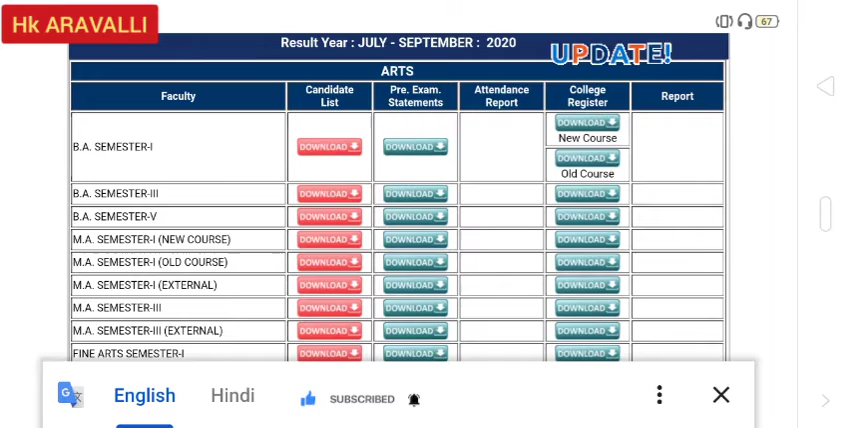 Hk ARAVALLI
67
Result Year : JULY - SEPTEMBER : 2020
UPDATE!
ARTS
Faculty Candidate List Pre. Exam. Statements Attendance Report College Register Report
B.A. SEMESTER-I DOWNLOAD DOWNLOAD DOWNLOAD New Course DOWNLOAD Old Course
B.A. SEMESTER-III DOWNLOAD DOWNLOAD DOWNLOAD
B.A. SEMESTER-V DOWNLOAD DOWNLOAD DOWNLOAD
M.A. SEMESTER-I (NEW COURSE) DOWNLOAD DOWNLOAD DOWNLOAD
M.A. SEMESTER-I (OLD COURSE) DOWNLOAD DOWNLOAD DOWNLOAD
M.A. SEMESTER-I (EXTERNAL) DOWNLOAD DOWNLOAD DOWNLOAD
M.A. SEMESTER-III DOWNLOAD DOWNLOAD DOWNLOAD
M.A. SEMESTER-III (EXTERNAL) DOWNLOAD DOWNLOAD DOWNLOAD
FINE ARTS SEMESTER-I DOWNLOAD DOWNLOAD DOWNLOAD
G 文 English Hindi SUBSCRIBED